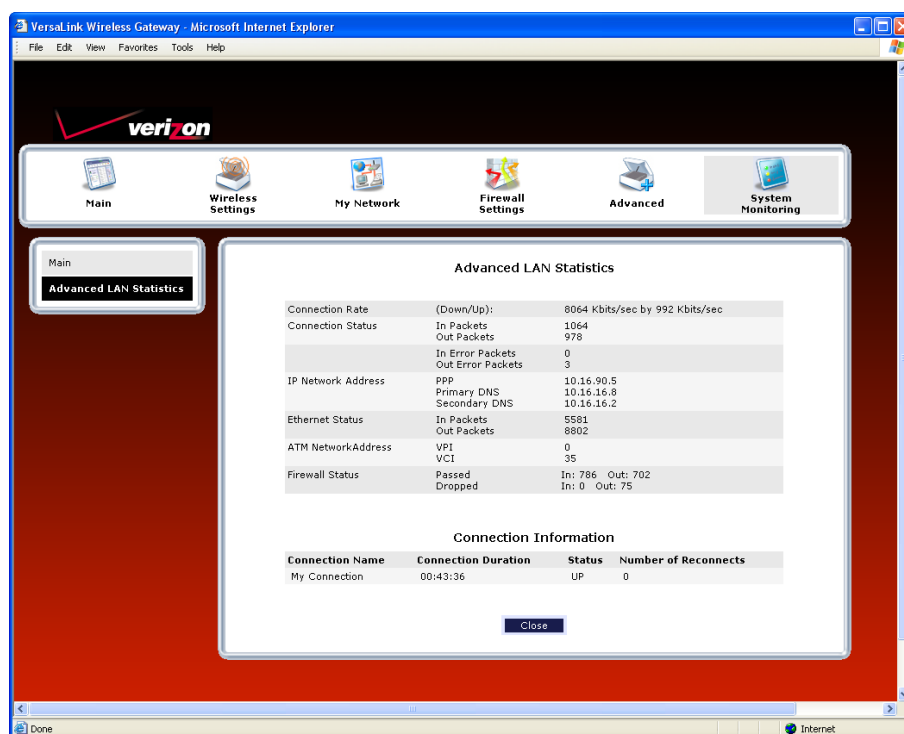 VersaLink Wireless Gateway - Microsoft Internet Explorer
File Edit View Favorites Tools Help
verizon
Main
Wireless Settings
My Network
Firewall Settings
Advanced
System Monitoring
Main
Advanced LAN Statistics
Advanced LAN Statistics
Connection Rate (Down/Up): 8064 Kbits/sec by 992 Kbits/sec
Connection Status In Packets 1064
Out Packets 978
In Error Packets 0
Out Error Packets 3
IP Network Address PPP 10.16.90.5
Primary DNS 10.16.16.8
Secondary DNS 10.16.16.2
Ethernet Status In Packets 5581
Out Packets 8802
ATM NetworkAddress VPI 0
VCI 35
Firewall Status Passed In: 786 Out: 702
Dropped In: 0 Out: 75
Connection Information
Connection Name Connection Duration Status Number of Reconnects
My Connection 00:43:36 UP 0
Close
Done Internet